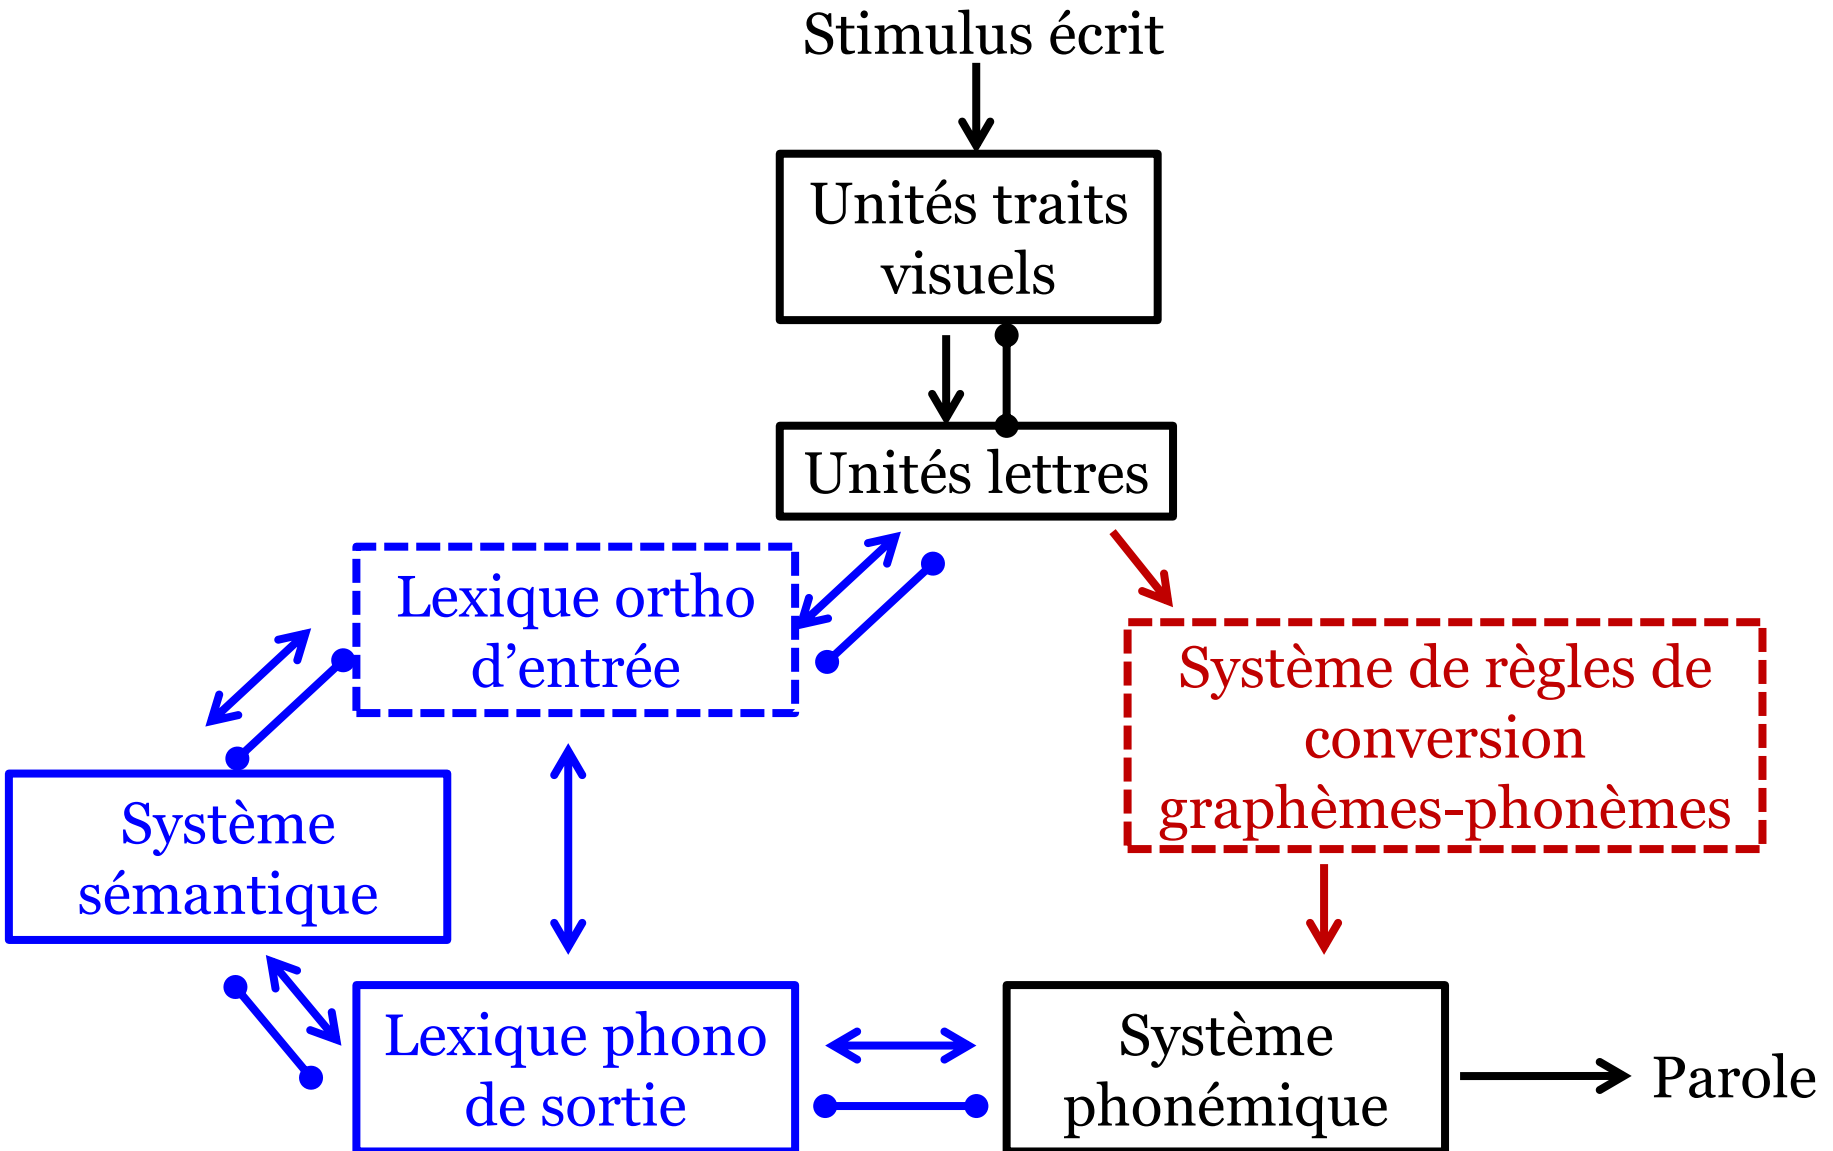 Stimulus écrit
Unités traits
visuels
Unités lettres
Lexique ortho
d’entrée
Système de règles de
conversion
graphèmes-phonèmes
Système
sémantique
Lexique phono
de sortie
Système
phonémique
Parole